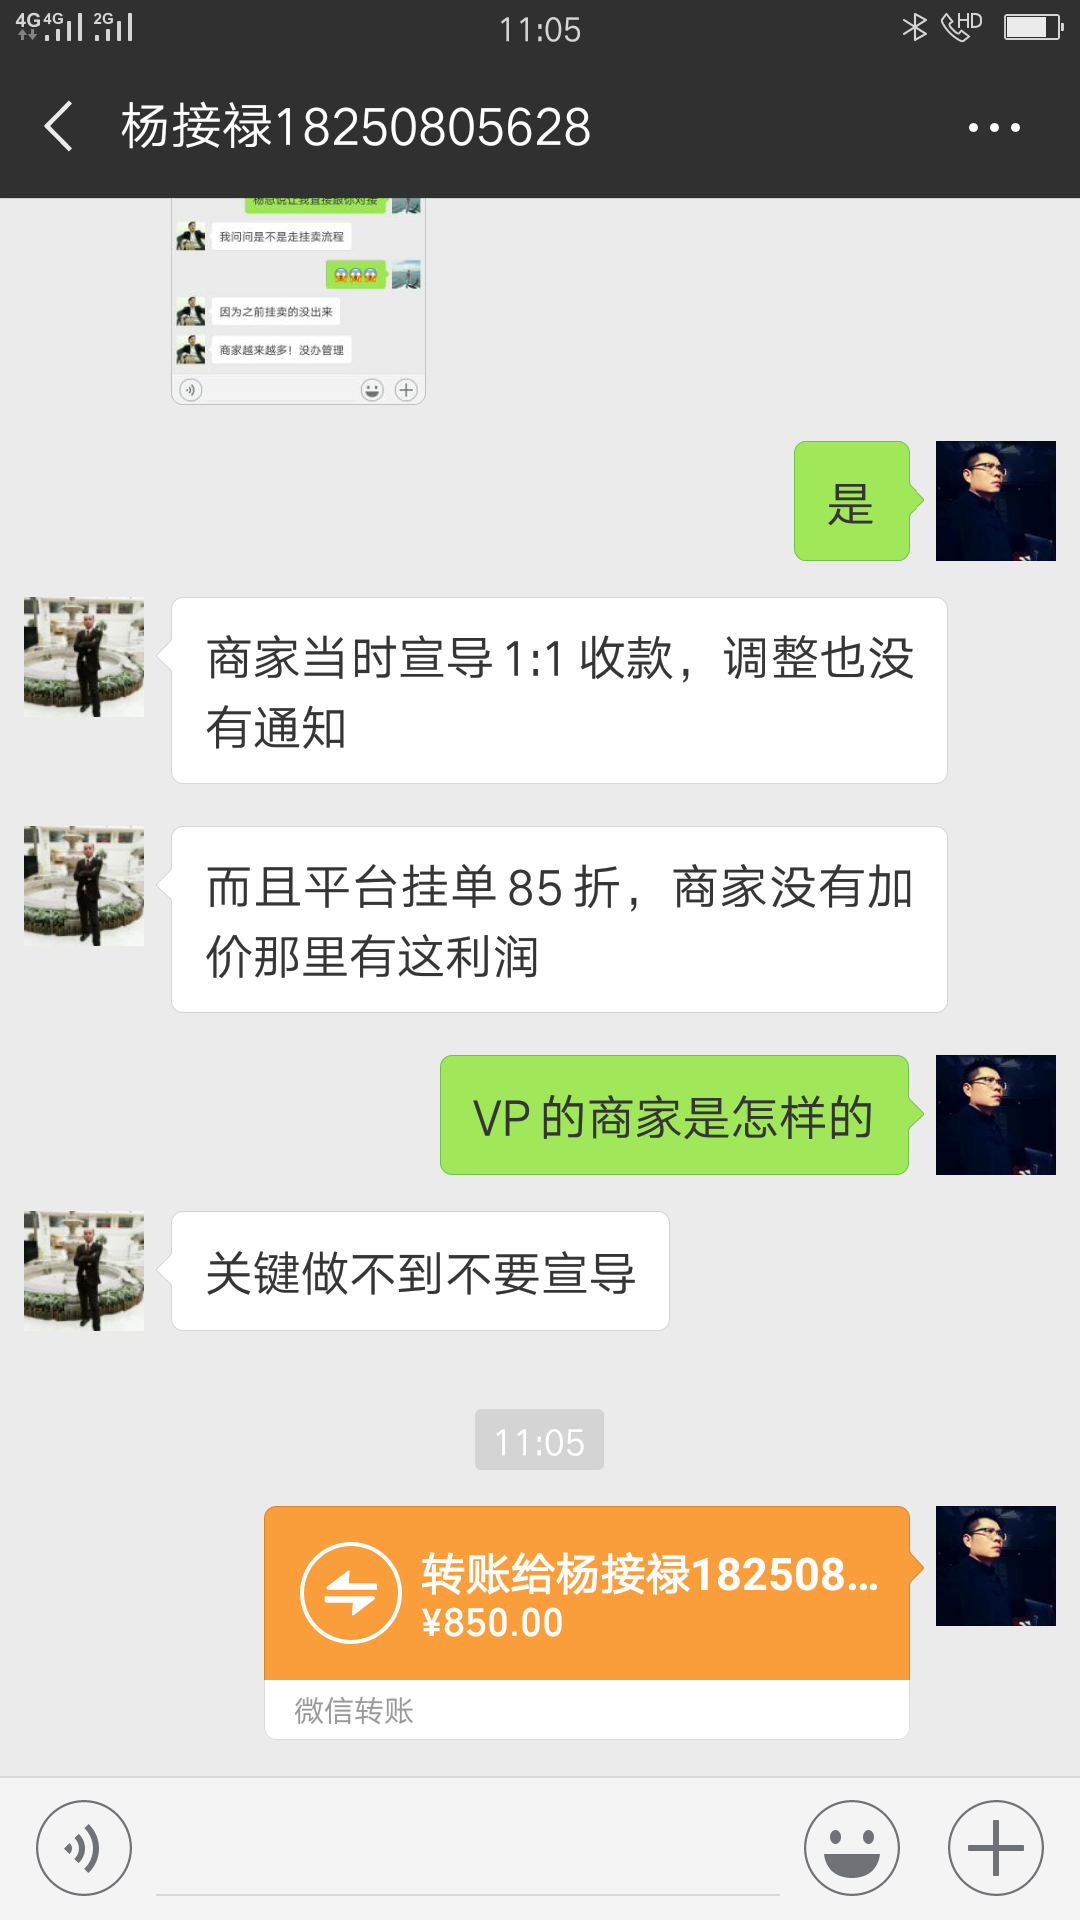 4G 4G 2G 11:05 HD
杨接禄18250805628
杨总说让我直接跟你对接
我问问是不是走挂卖流程
因为之前挂卖的没出来
商家越来越多！没办管理
是
商家当时宣导1:1收款，调整也没
有通知
而且平台挂单85折，商家没有加
价那里有这利润
VP的商家是怎样的
关键做不到不要宣导
11:05
转账给杨接禄182508...
¥850.00
微信转账